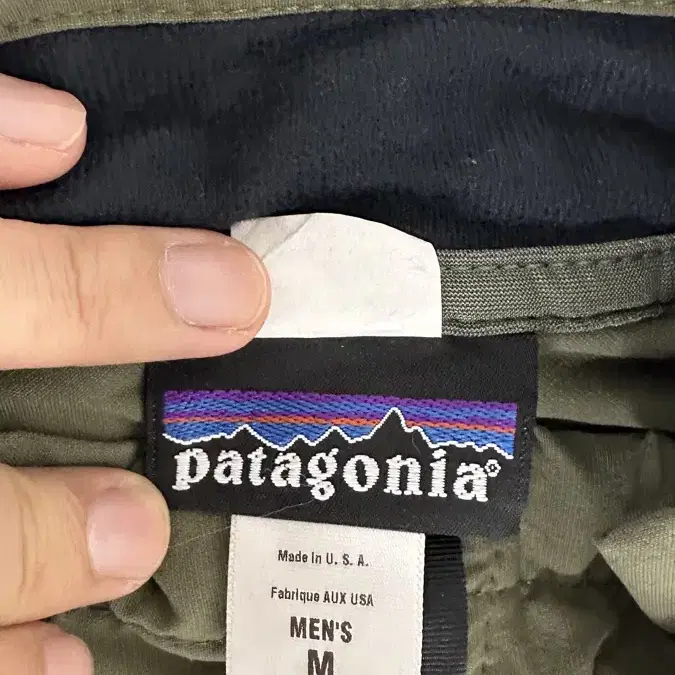 patagonia®
Made in U. S. A.
Fabrique AUX USA
MEN'S
M